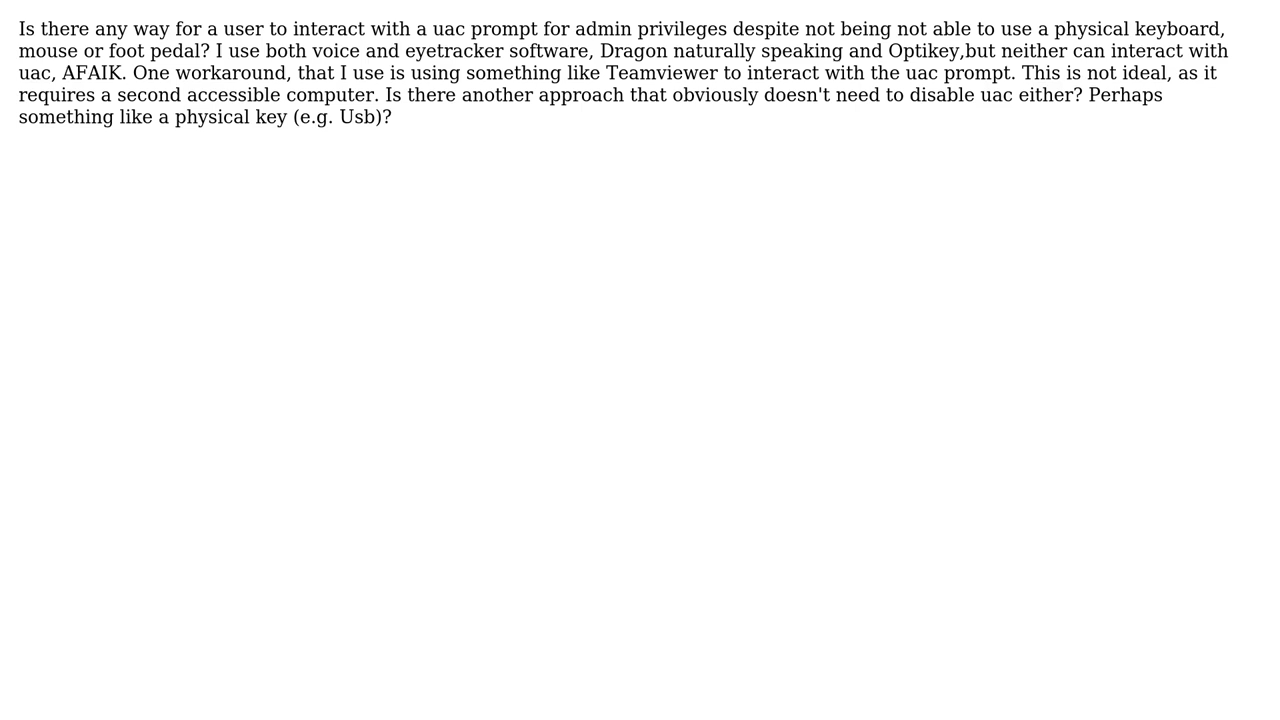 Is there any way for a user to interact with a uac prompt for admin privileges despite not being not able to use a physical keyboard,
mouse or foot pedal? I use both voice and eyetracker software, Dragon naturally speaking and Optikey,but neither can interact with
uac, AFAIK. One workaround, that I use is using something like Teamviewer to interact with the uac prompt. This is not ideal, as it
requires a second accessible computer. Is there another approach that obviously doesn't need to disable uac either? Perhaps
something like a physical key (e.g. Usb)?